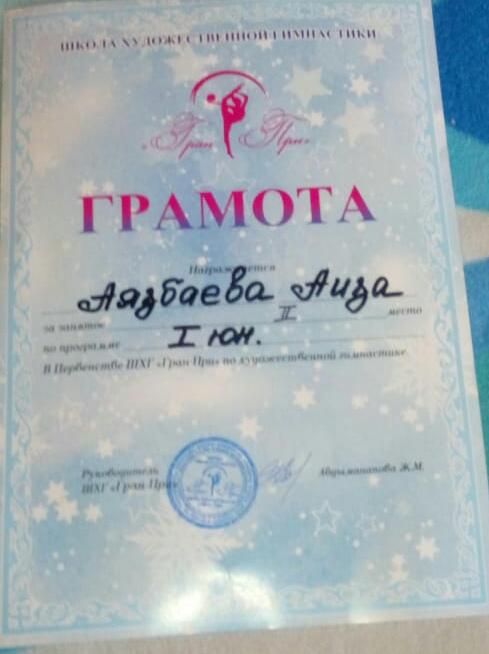 ШКОЛА ХУДОЖЕСТВЕННОЙ ГИМНАСТИКИ
«Гран При»
ГРАМОТА
Награждается
Аязбаева Аиза
за занятое II место
по программе I юн.
В Первенстве ШХГ «Гран При» по художественной гимнастике
Руководитель
ШХГ «Гран При»
Абдыманапова Ж.М.